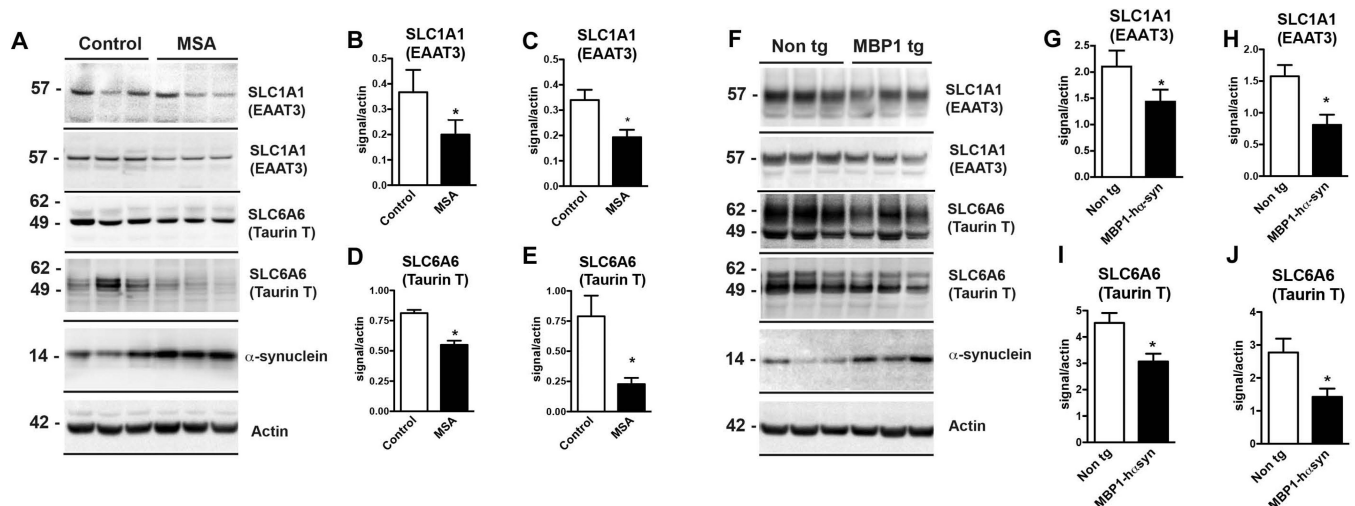 A
Control MSA
57 -
SLC1A1
(EAAT3)
57 -
SLC1A1
(EAAT3)
62 -
49 -
SLC6A6
(Taurin T)
62 -
49 -
SLC6A6
(Taurin T)
14 -
α-synuclein
42 -
Actin
B
SLC1A1
(EAAT3)
signal/actin
0.5
0.4
0.3
0.2
0.1
0.0
*
Control
MSA
C
SLC1A1
(EAAT3)
signal/actin
0.5
0.4
0.3
0.2
0.1
0.0
*
Control
MSA
D
SLC6A6
(Taurin T)
signal/actin
1.00
0.75
0.50
0.25
0.00
*
Control
MSA
E
SLC6A6
(Taurin T)
signal/actin
1.00
0.75
0.50
0.25
0.00
*
Control
MSA
F
Non tg MBP1 tg
57 -
SLC1A1
(EAAT3)
57 -
SLC1A1
(EAAT3)
62 -
49 -
SLC6A6
(Taurin T)
62 -
49 -
SLC6A6
(Taurin T)
14 -
α-synuclein
42 -
Actin
G
SLC1A1
(EAAT3)
signal/actin
2.5
2.0
1.5
1.0
0.5
0.0
*
Non tg
MBP1-hα-syn
H
SLC1A1
(EAAT3)
signal/actin
2.0
1.5
1.0
0.5
0.0
*
Non tg
MBP1-hα-syn
I
SLC6A6
(Taurin T)
signal/actin
5
4
3
2
1
0
*
Non tg
MBP1-hαsyn
J
SLC6A6
(Taurin T)
signal/actin
4
3
2
1
0
*
Non tg
MBP1-hαsyn